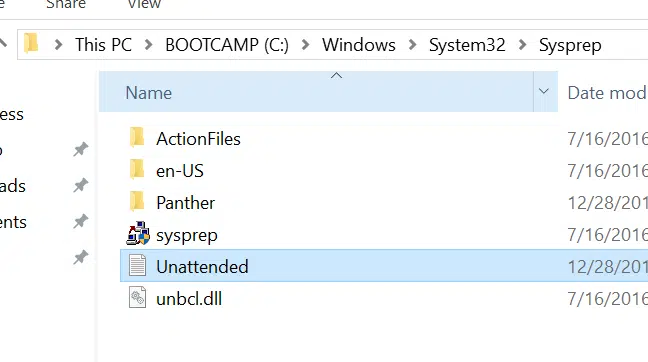 Share View
This PC > BOOTCAMP (C:) > Windows > System32 > Sysprep
Name Date mod
ess
ActionFiles 7/16/2016
en-US 7/16/2016
ads
Panther 12/28/201
ents
sysprep 7/16/2016
Unattended 12/28/201
unbcl.dll 7/16/2016